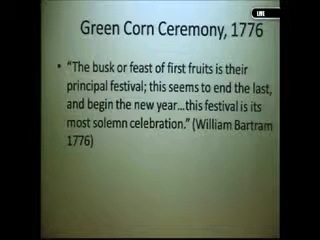 LIVE
Green Corn Ceremony, 1776
• “The busk or feast of first fruits is their
principal festival; this seems to end the last,
and begin the new year…this festival is its
most solemn celebration.” (William Bartram
1776)